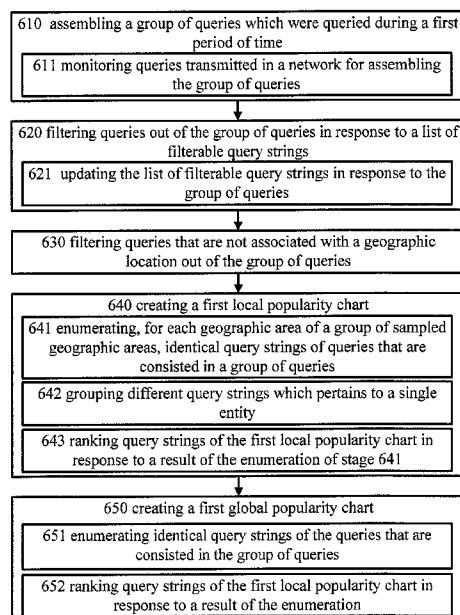 610 assembling a group of queries which were queried during a first
period of time
611 monitoring queries transmitted in a network for assembling
the group of queries
620 filtering queries out of the group of queries in response to a list of
filterable query strings
621 updating the list of filterable query strings in response to the
group of queries
630 filtering queries that are not associated with a geographic
location out of the group of queries
640 creating a first local popularity chart
641 enumerating, for each geographic area of a group of sampled
geographic areas, identical query strings of queries that are
consisted in a group of queries
642 grouping different query strings which pertains to a single
entity
643 ranking query strings of the first local popularity chart in
response to a result of the enumeration of stage 641
650 creating a first global popularity chart
651 enumerating identical query strings of the queries that are
consisted in the group of queries
652 ranking query strings of the first local popularity chart in
response to a result of the enumeration